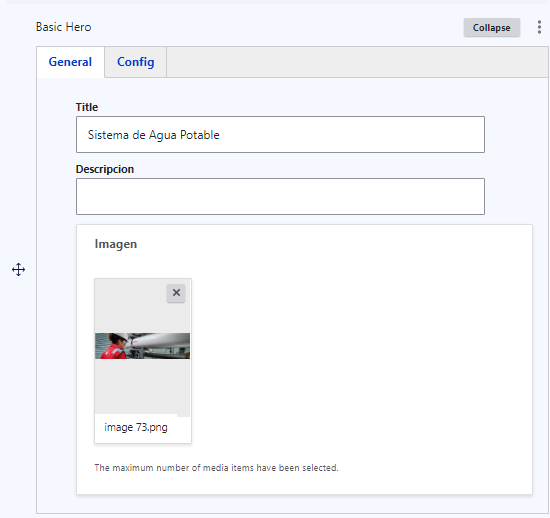 Basic Hero
Collapse
General
Config
Title
Sistema de Agua Potable
Descripcion
Imagen
image 73.png
The maximum number of media items have been selected.